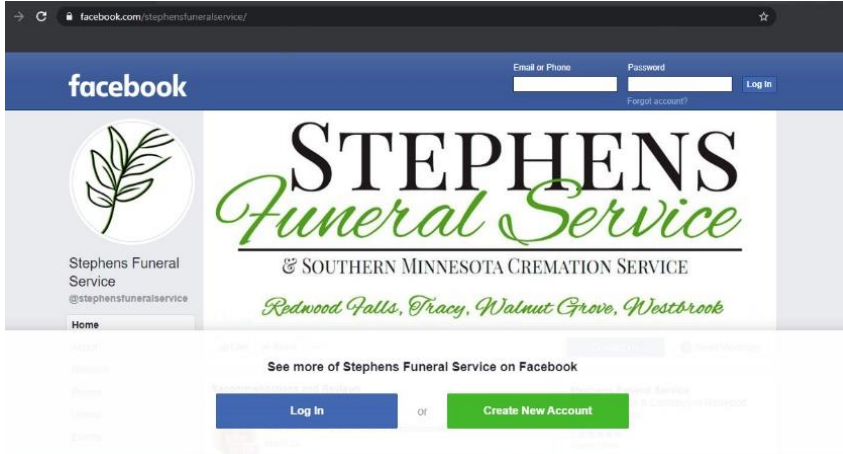 facebook.com/stephensfuneralservice/
Email or Phone
Password
facebook
Log In
Forgot account?
STEPHENS
Funeral Service
& SOUTHERN MINNESOTA CREMATION SERVICE
Redwood Falls, Tracy, Walnut Grove, Westbrook
Stephens Funeral
Service
@stephensfuneralservice
Home
See more of Stephens Funeral Service on Facebook
Log In
or
Create New Account